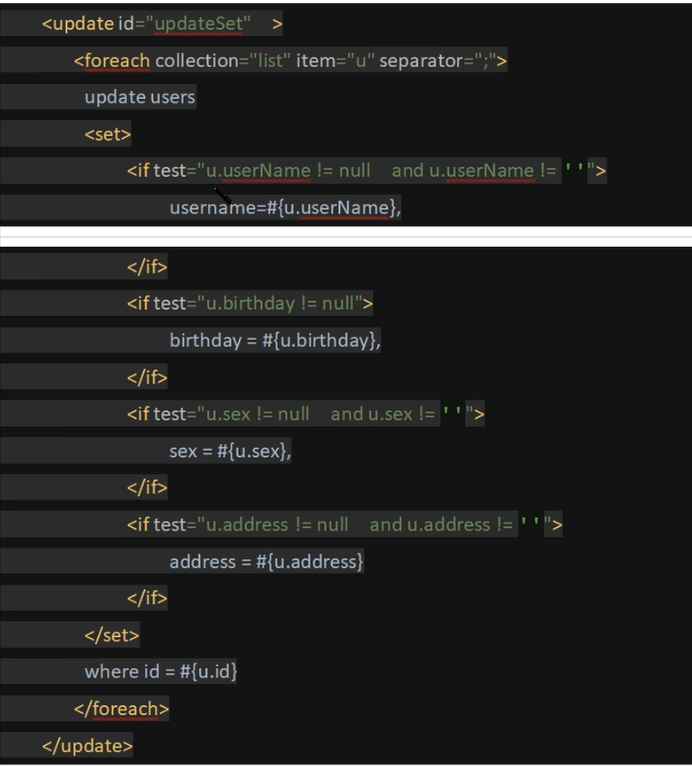 <update id="updateSet" >
<foreach collection="list" item="u" separator=";">
update users
<set>
<if test="u.userName != null and u.userName != ' '">
username=#{u.userName},
</if>
<if test="u.birthday != null">
birthday = #{u.birthday},
</if>
<if test="u.sex != null and u.sex != ' '">
sex = #{u.sex},
</if>
<if test="u.address != null and u.address != ' '">
address = #{u.address}
</if>
</set>
where id = #{u.id}
</foreach>
</update>